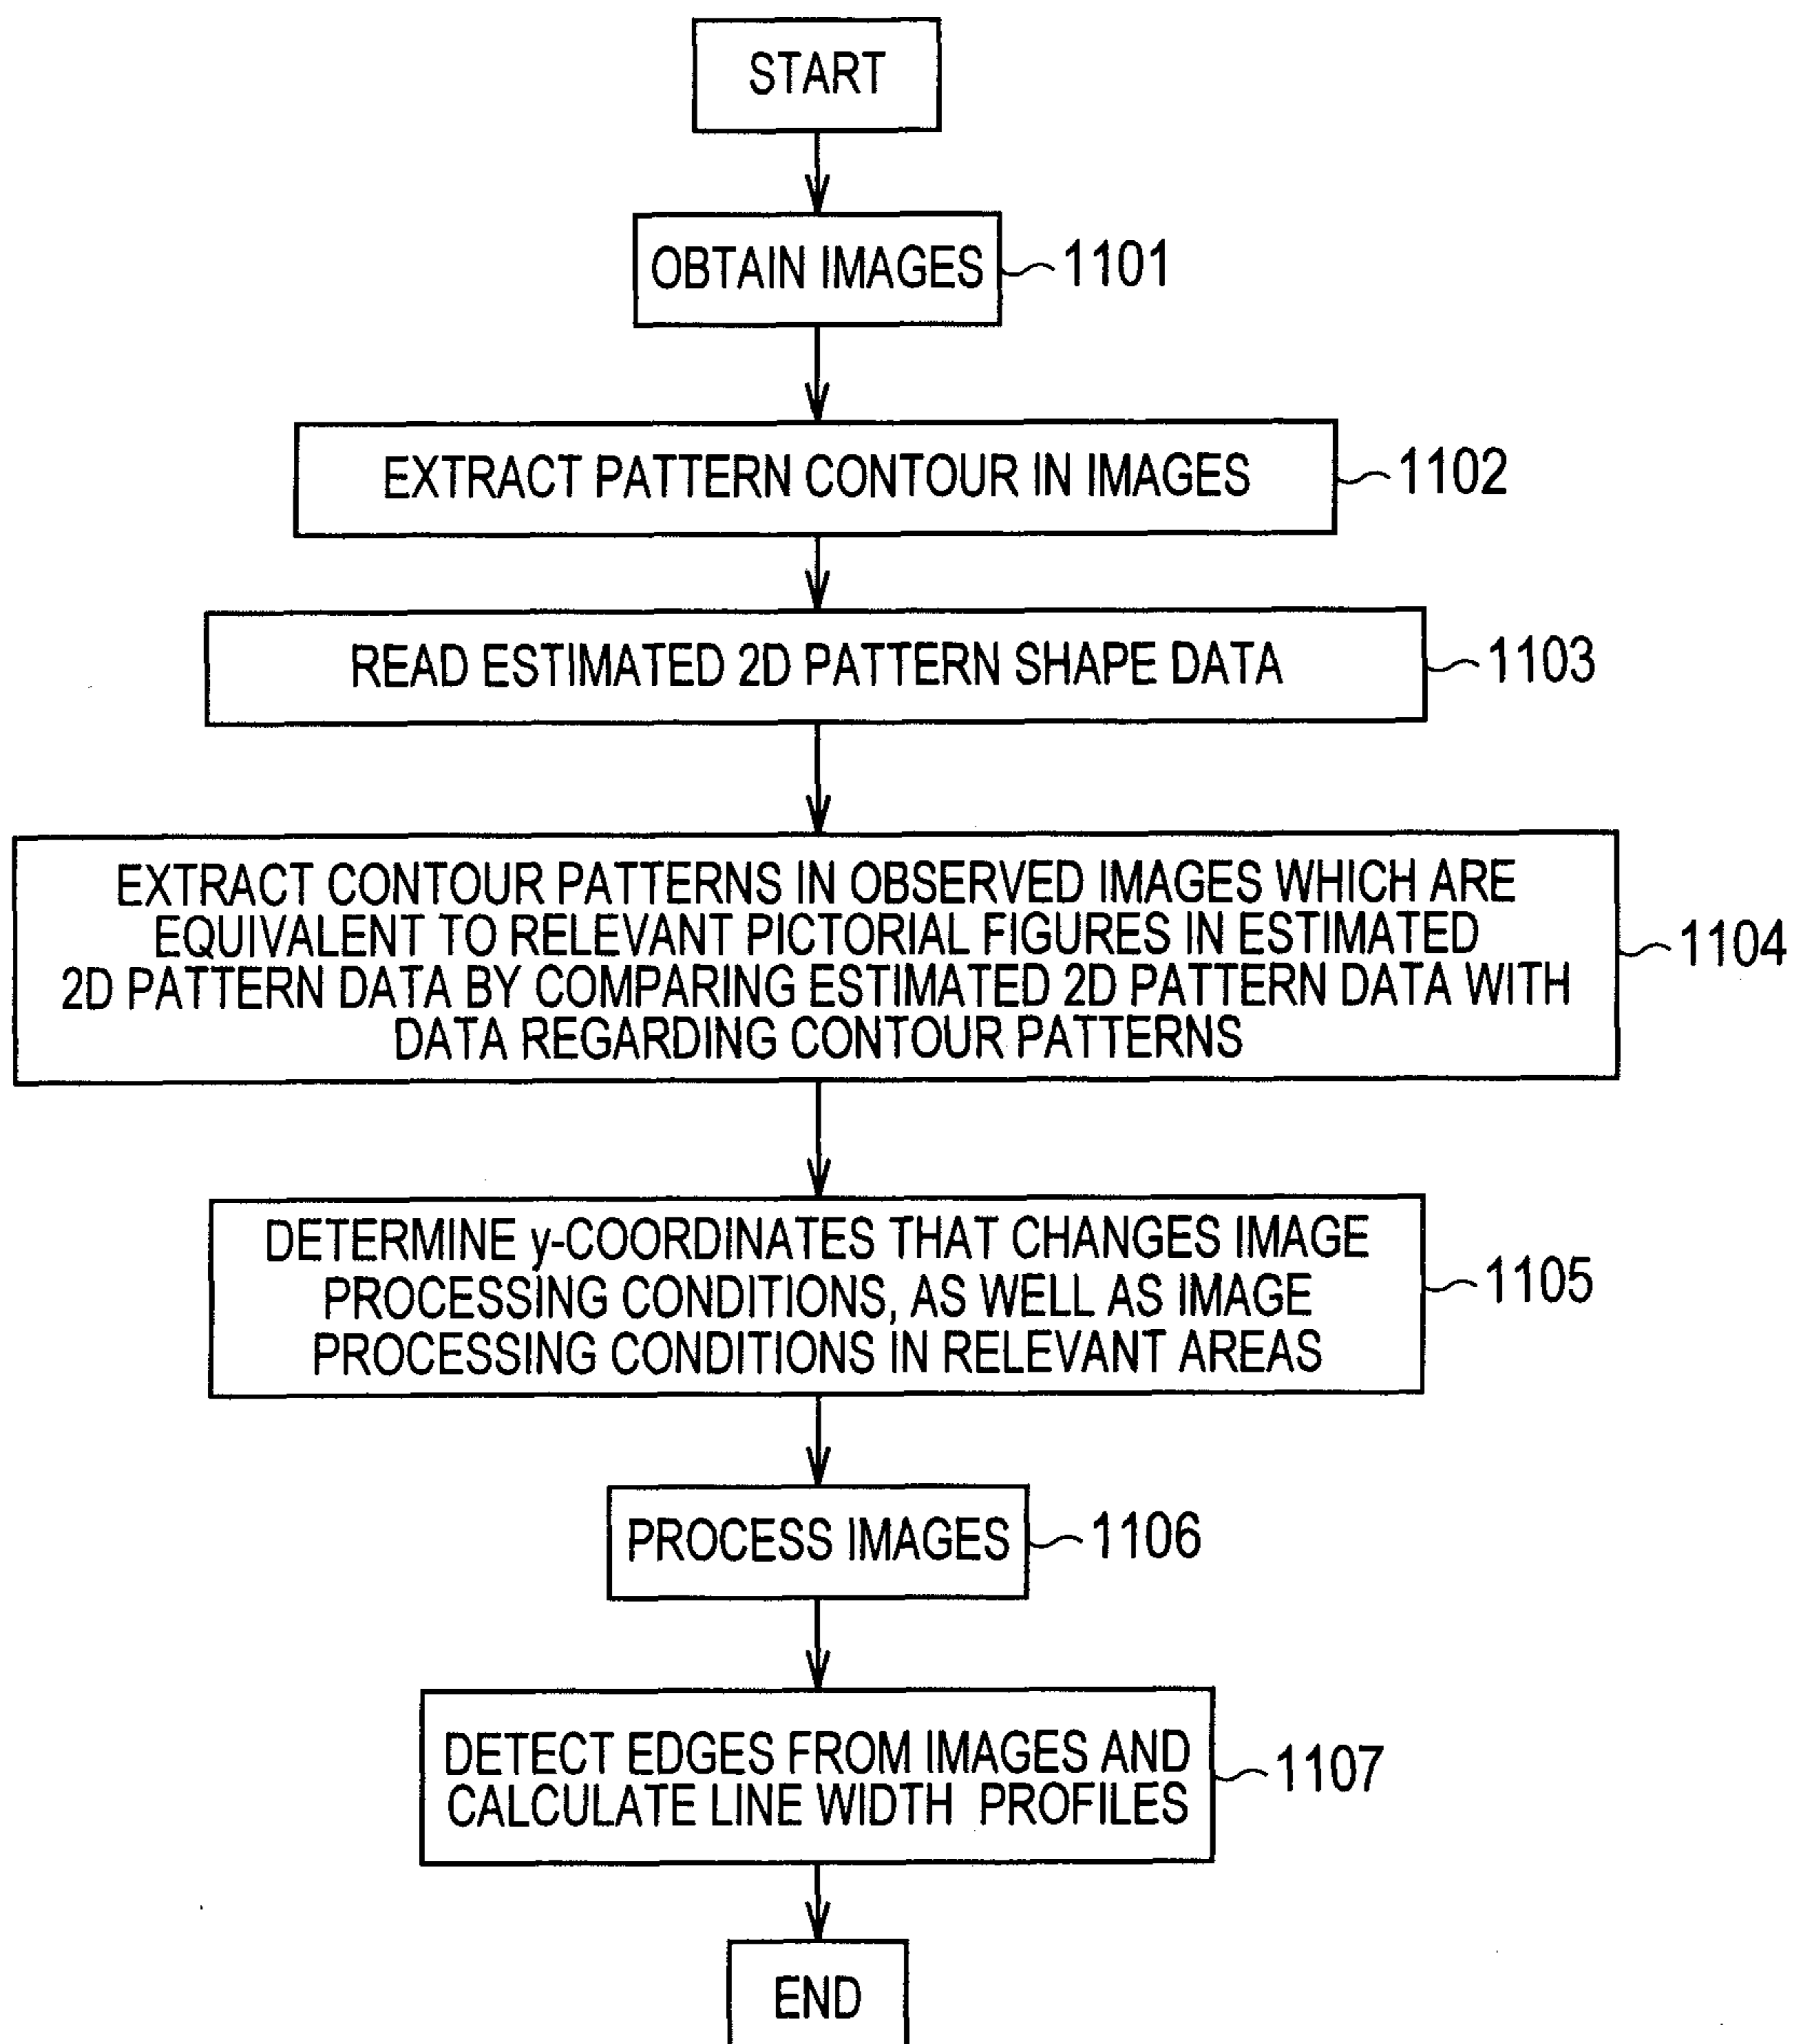 START
OBTAIN IMAGES
1101
EXTRACT PATTERN CONTOUR IN IMAGES
1102
READ ESTIMATED 2D PATTERN SHAPE DATA
1103
EXTRACT CONTOUR PATTERNS IN OBSERVED IMAGES WHICH ARE
EQUIVALENT TO RELEVANT PICTORIAL FIGURES IN ESTIMATED
2D PATTERN DATA BY COMPARING ESTIMATED 2D PATTERN DATA WITH
DATA REGARDING CONTOUR PATTERNS
1104
DETERMINE y-COORDINATES THAT CHANGES IMAGE
PROCESSING CONDITIONS, AS WELL AS IMAGE
PROCESSING CONDITIONS IN RELEVANT AREAS
1105
PROCESS IMAGES
1106
DETECT EDGES FROM IMAGES AND
CALCULATE LINE WIDTH PROFILES
1107
END